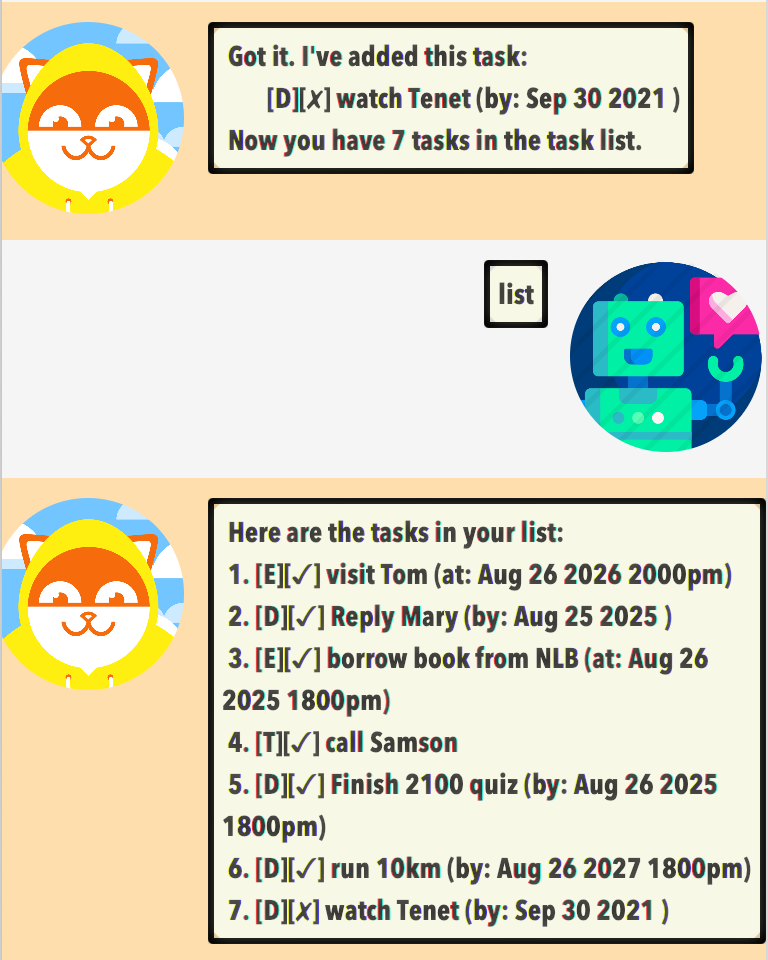 Got it. I've added this task:
[D][✗] watch Tenet (by: Sep 30 2021 )
Now you have 7 tasks in the task list.
list
Here are the tasks in your list:
1. [E][✓] visit Tom (at: Aug 26 2026 2000pm)
2. [D][✓] Reply Mary (by: Aug 25 2025 )
3. [E][✓] borrow book from NLB (at: Aug 26
2025 1800pm)
4. [T][✓] call Samson
5. [D][✓] Finish 2100 quiz (by: Aug 26 2025
1800pm)
6. [D][✓] run 10km (by: Aug 26 2027 1800pm)
7. [D][✗] watch Tenet (by: Sep 30 2021 )